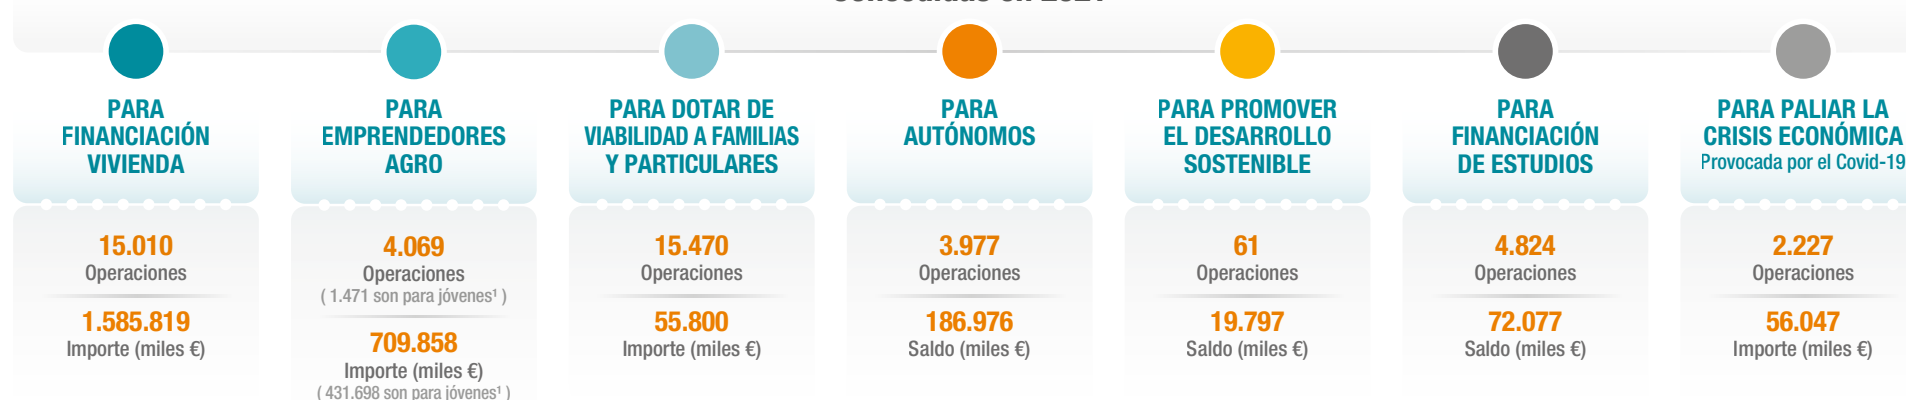 PARA
FINANCIACIÓN
VIVIENDA
15.010
Operaciones
1.585.819
Importe (miles €)
PARA
EMPRENDEDORES
AGRO
4.069
Operaciones
( 1.471 son para jóvenes¹ )
709.858
Importe (miles €)
( 431.698 son para jóvenes¹ )
PARA DOTAR DE
VIABILIDAD A FAMILIAS
Y PARTICULARES
15.470
Operaciones
55.800
Importe (miles €)
PARA
AUTÓNOMOS
3.977
Operaciones
186.976
Saldo (miles €)
PARA PROMOVER
EL DESARROLLO
SOSTENIBLE
61
Operaciones
19.797
Saldo (miles €)
PARA
FINANCIACIÓN
DE ESTUDIOS
4.824
Operaciones
72.077
Saldo (miles €)
PARA PALIAR LA
CRISIS ECONÓMICA
Provocada por el Covid-19
2.227
Operaciones
56.047
Importe (miles €)